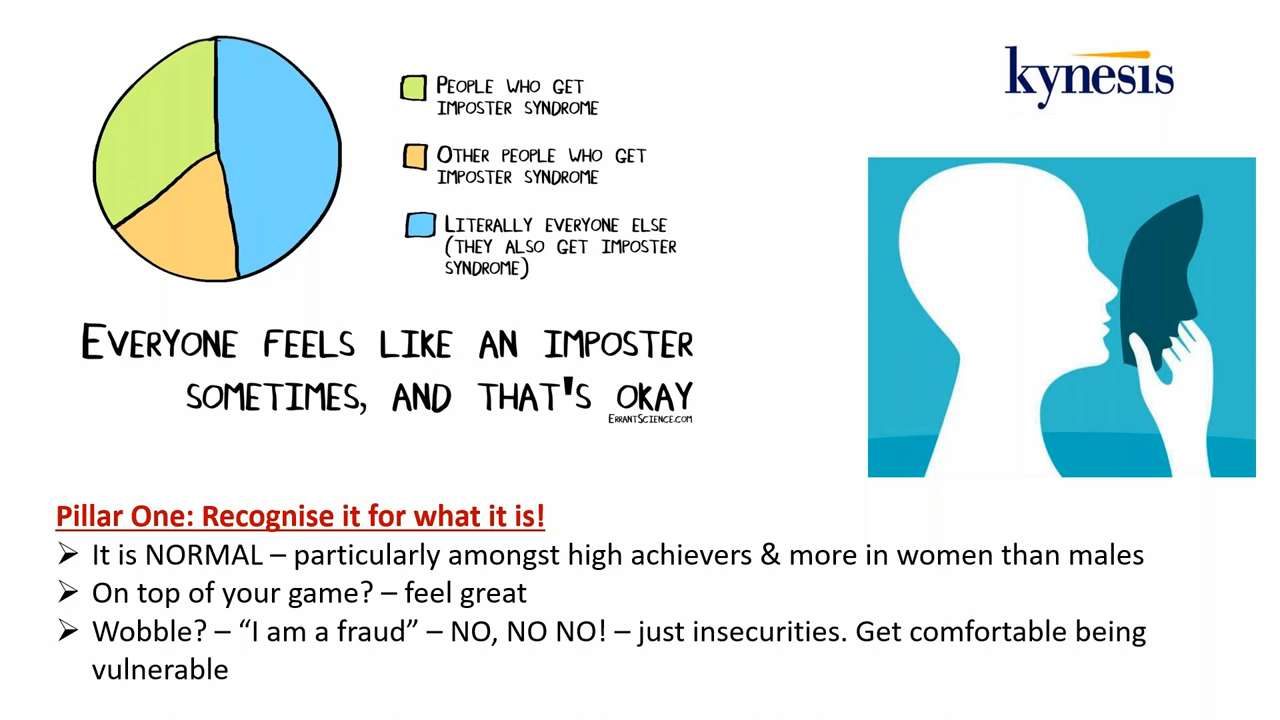 PEOPLE WHO GET
IMPOSTER SYNDROME
OTHER PEOPLE WHO GET
IMPOSTER SYNDROME
LITERALLY EVERYONE ELSE
(THEY ALSO GET IMPOSTER
SYNDROME)
EVERYONE FEELS LIKE AN IMPOSTER
SOMETIMES, AND THAT'S OKAY
ERRANTSCIENCE.COM
kynesis
Pillar One: Recognise it for what it is!
➢ It is NORMAL – particularly amongst high achievers & more in women than males
➢ On top of your game? – feel great
➢ Wobble? – “I am a fraud” – NO, NO NO! – just insecurities. Get comfortable being
vulnerable